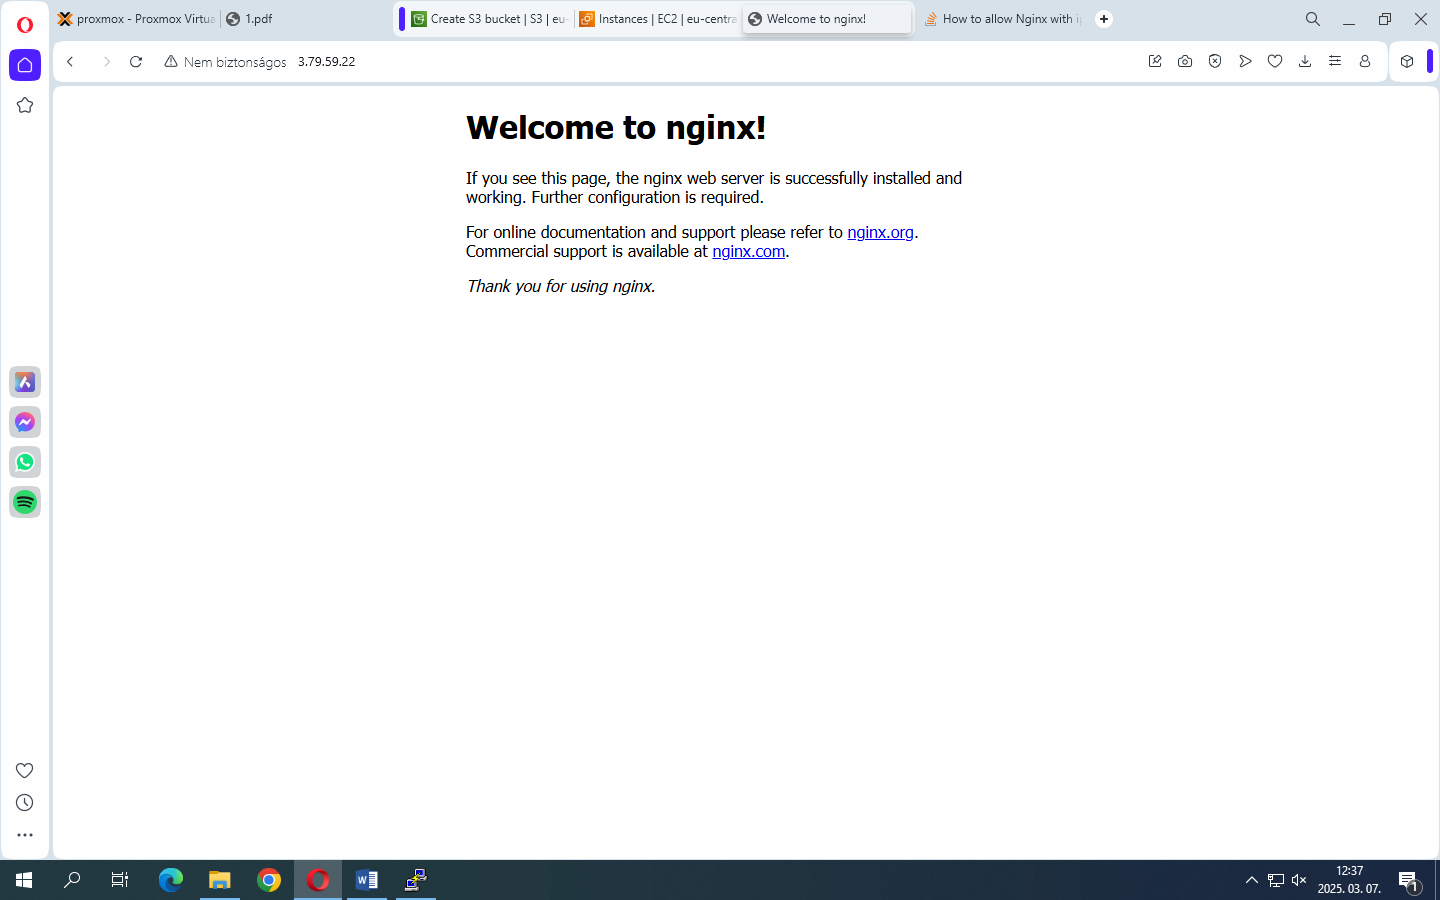 proxmox - Proxmox Virtua
1.pdf
Create S3 bucket | S3 | eu-
Instances | EC2 | eu-centra
Welcome to nginx!
How to allow Nginx with ip
Nem biztonságos 3.79.59.22
Welcome to nginx!
If you see this page, the nginx web server is successfully installed and
working. Further configuration is required.
For online documentation and support please refer to nginx.org.
Commercial support is available at nginx.com.
Thank you for using nginx.
12:37
2025. 03. 07.
1